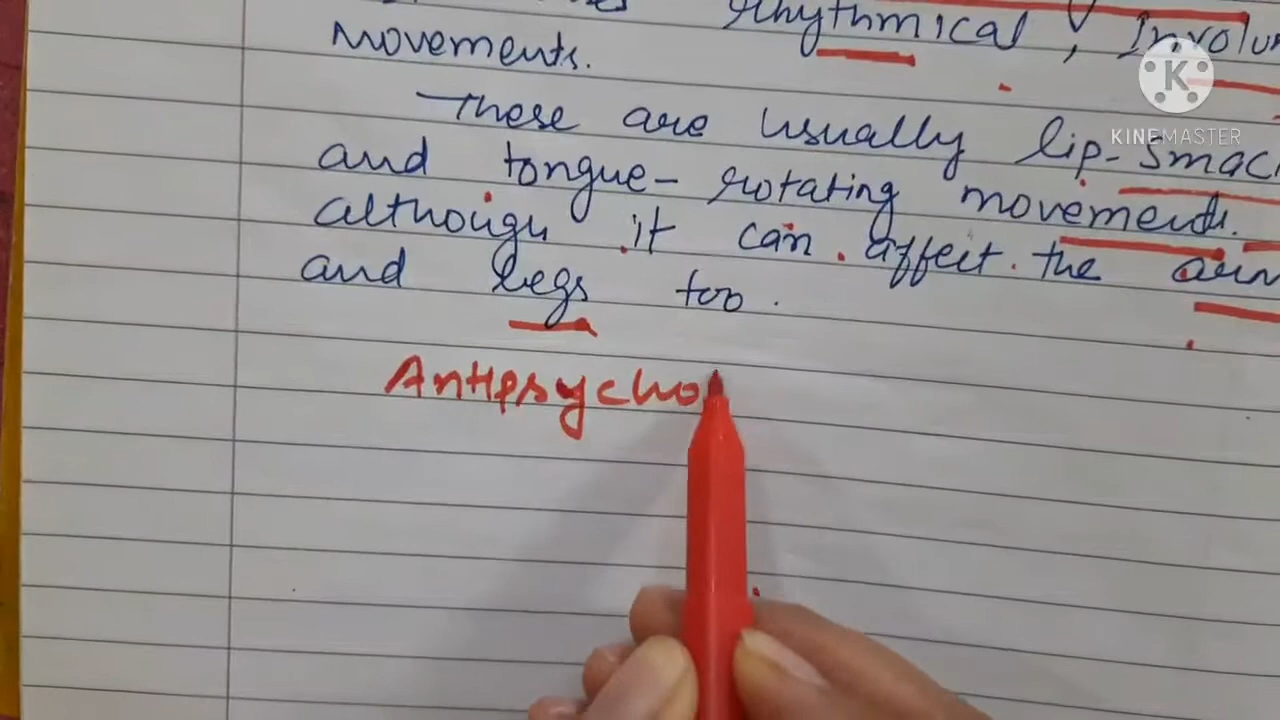 Rhythmical, Involu
movements.
K
KINEMASTER
These are usually lip-smac
and tongue-rotating movements.
although it can affect the arm
and legs too.
Antipsycho